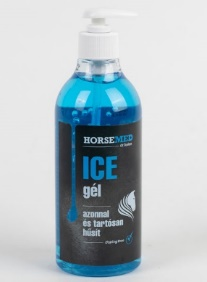 HORSEMED
ICE
gél
azonnal
és tartósan
hűsít